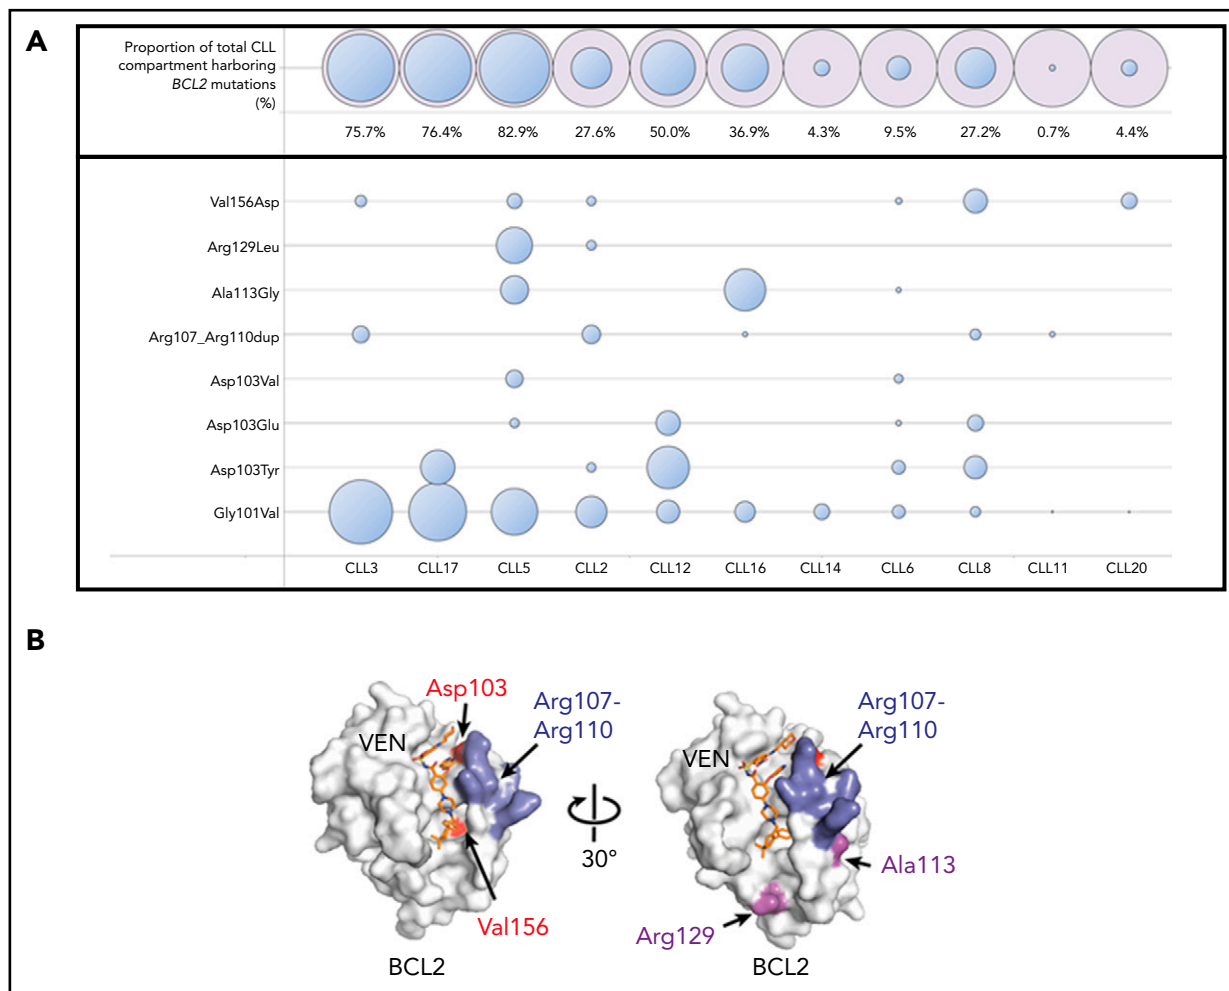 A
Proportion of total CLL
compartment harboring
BCL2 mutations
(%)
75.7% 76.4% 82.9% 27.6% 50.0% 36.9% 4.3% 9.5% 27.2% 0.7% 4.4%
Val156Asp
Arg129Leu
Ala113Gly
Arg107_Arg110dup
Asp103Val
Asp103Glu
Asp103Tyr
Gly101Val
CLL3 CLL17 CLL5 CLL2 CLL12 CLL16 CLL14 CLL6 CLL8 CLL11 CLL20
B
Asp103
Arg107-
Arg110
VEN
Val156
BCL2
30°
Arg107-
Arg110
VEN
Ala113
Arg129
BCL2